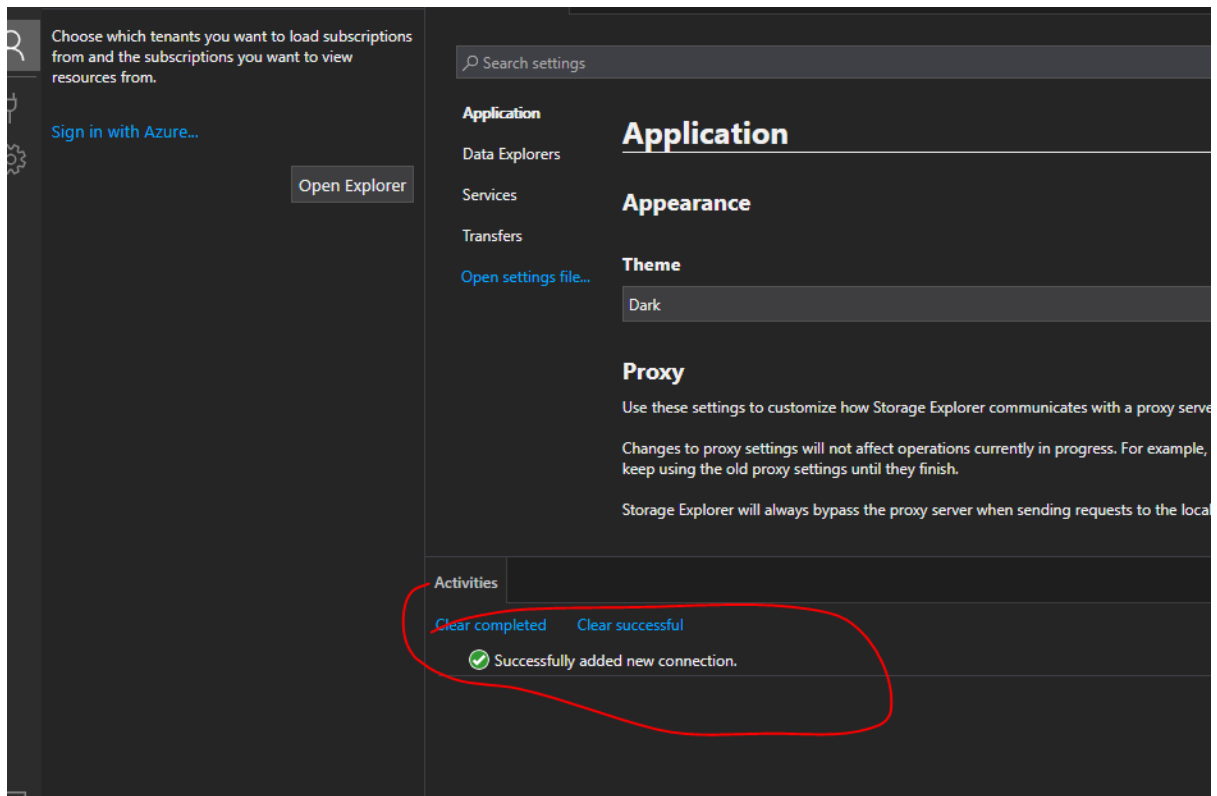 Choose which tenants you want to load subscriptions
from and the subscriptions you want to view
resources from.
Sign in with Azure...
Open Explorer
Search settings
Application
Data Explorers
Services
Transfers
Open settings file...
Application
Appearance
Theme
Dark
Proxy
Use these settings to customize how Storage Explorer communicates with a proxy serve
Changes to proxy settings will not affect operations currently in progress. For example,
keep using the old proxy settings until they finish.
Storage Explorer will always bypass the proxy server when sending requests to the local
Activities
Clear completed Clear successful
Successfully added new connection.